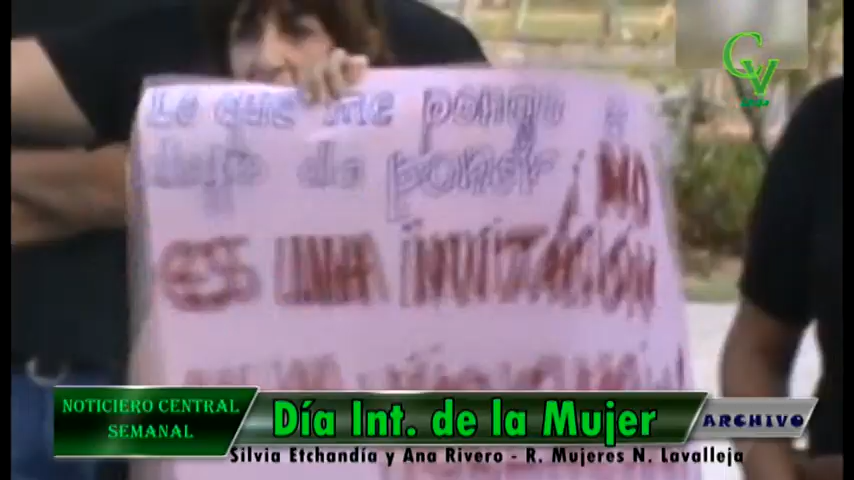 GV
Lo que me pongo o
dejo de poner ¡NO
ES UNA INVITACIÓN
NOTICIERO CENTRAL
SEMANAL
Día Int. de la Mujer
ARCHIVO
Silvia Etchandía y Ana Rivero - R. Mujeres N. Lavalleja